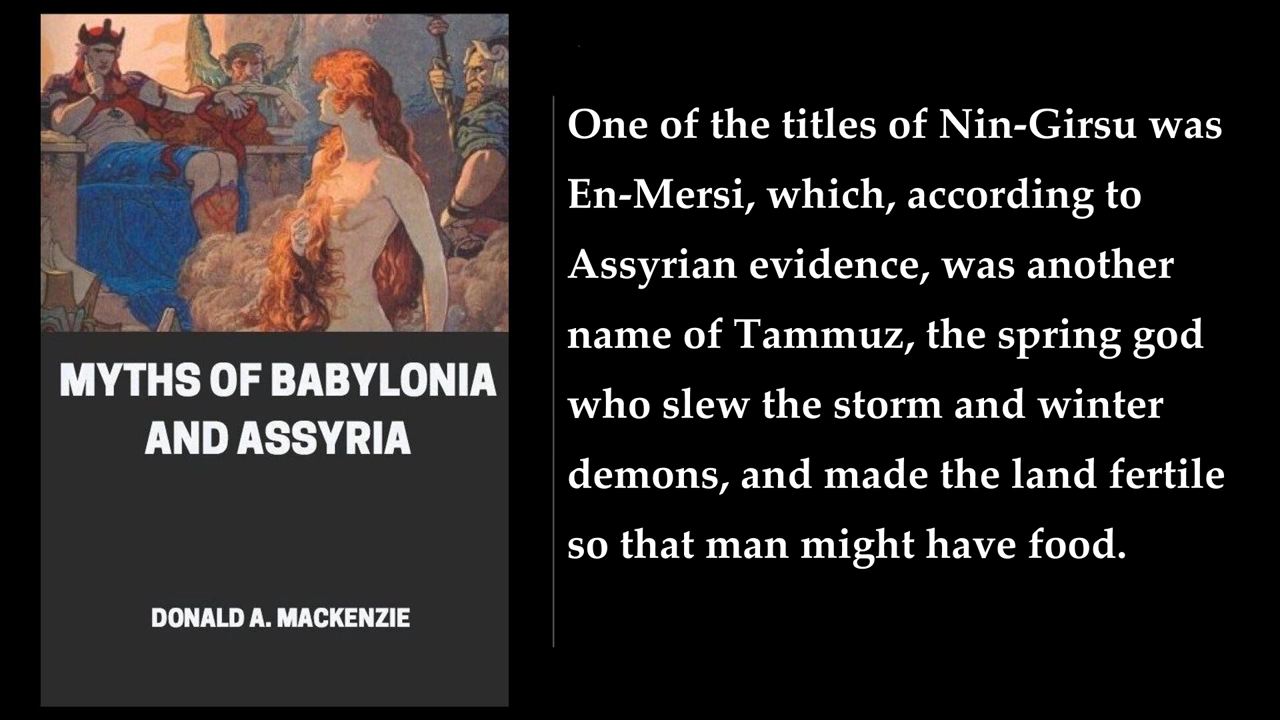 MYTHS OF BABYLONIA
AND ASSYRIA
DONALD A. MACKENZIE
One of the titles of Nin-Girsu was
En-Mersi, which, according to
Assyrian evidence, was another
name of Tammuz, the spring god
who slew the storm and winter
demons, and made the land fertile
so that man might have food.